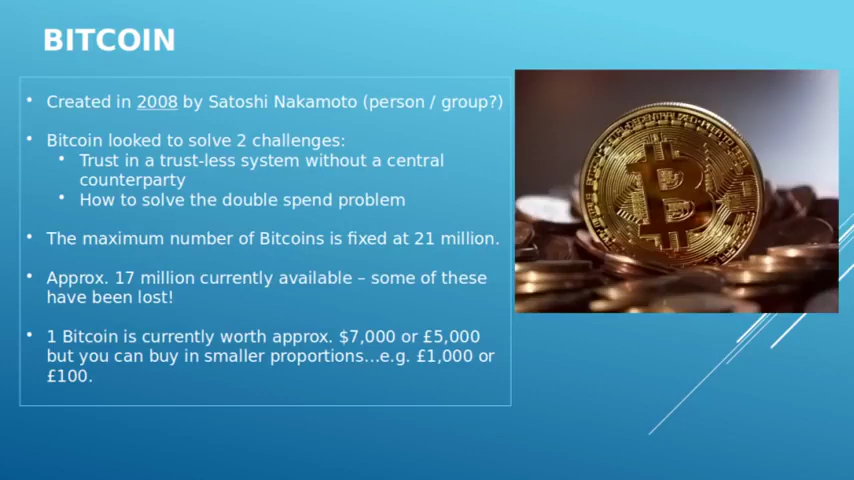 BITCOIN
• Created in 2008 by Satoshi Nakamoto (person / group?)
• Bitcoin looked to solve 2 challenges:
• Trust in a trust-less system without a central
counterparty
• How to solve the double spend problem
• The maximum number of Bitcoins is fixed at 21 million.
• Approx. 17 million currently available – some of these
have been lost!
• 1 Bitcoin is currently worth approx. $7,000 or £5,000
but you can buy in smaller proportions…e.g. £1,000 or
£100.